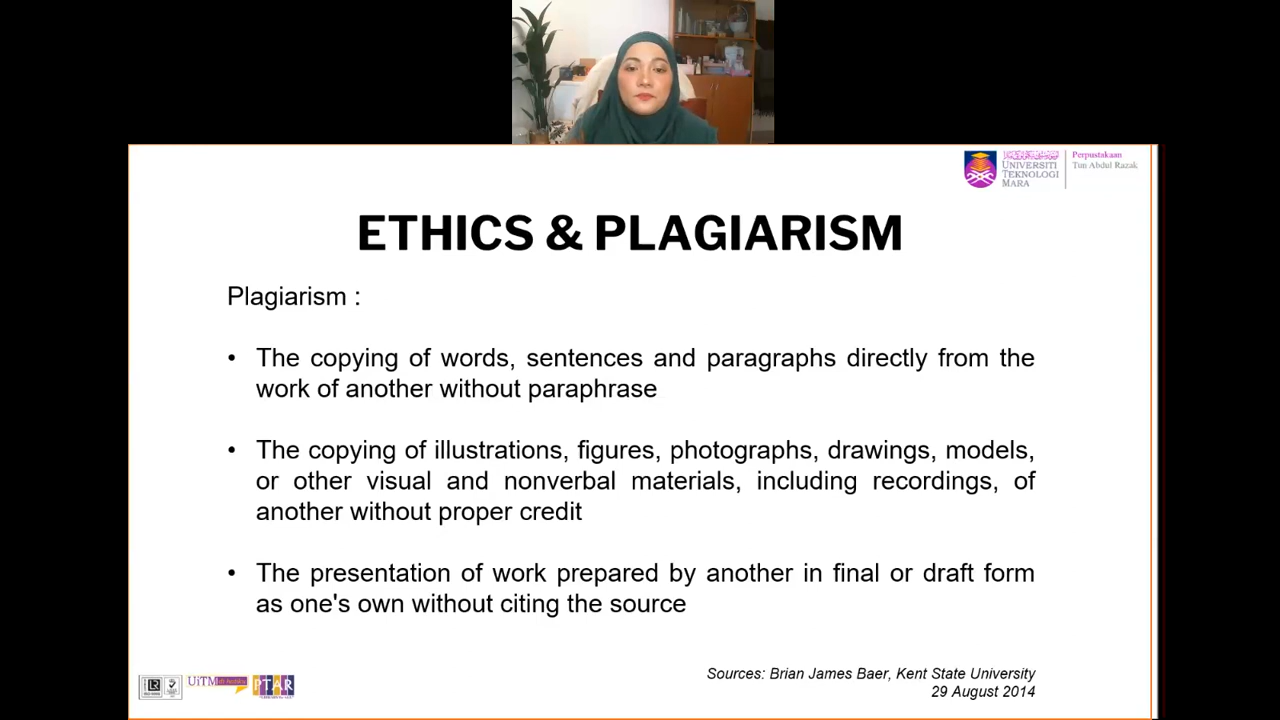 UNIVERSITI
TEKNOLOGI
MARA
Perpustakaan
Tun Abdul Razak
ETHICS & PLAGIARISM
Plagiarism :
• The copying of words, sentences and paragraphs directly from the
work of another without paraphrase
• The copying of illustrations, figures, photographs, drawings, models,
or other visual and nonverbal materials, including recordings, of
another without proper credit
• The presentation of work prepared by another in final or draft form
as one's own without citing the source
Sources: Brian James Baer, Kent State University
29 August 2014
UiTM
PTAR